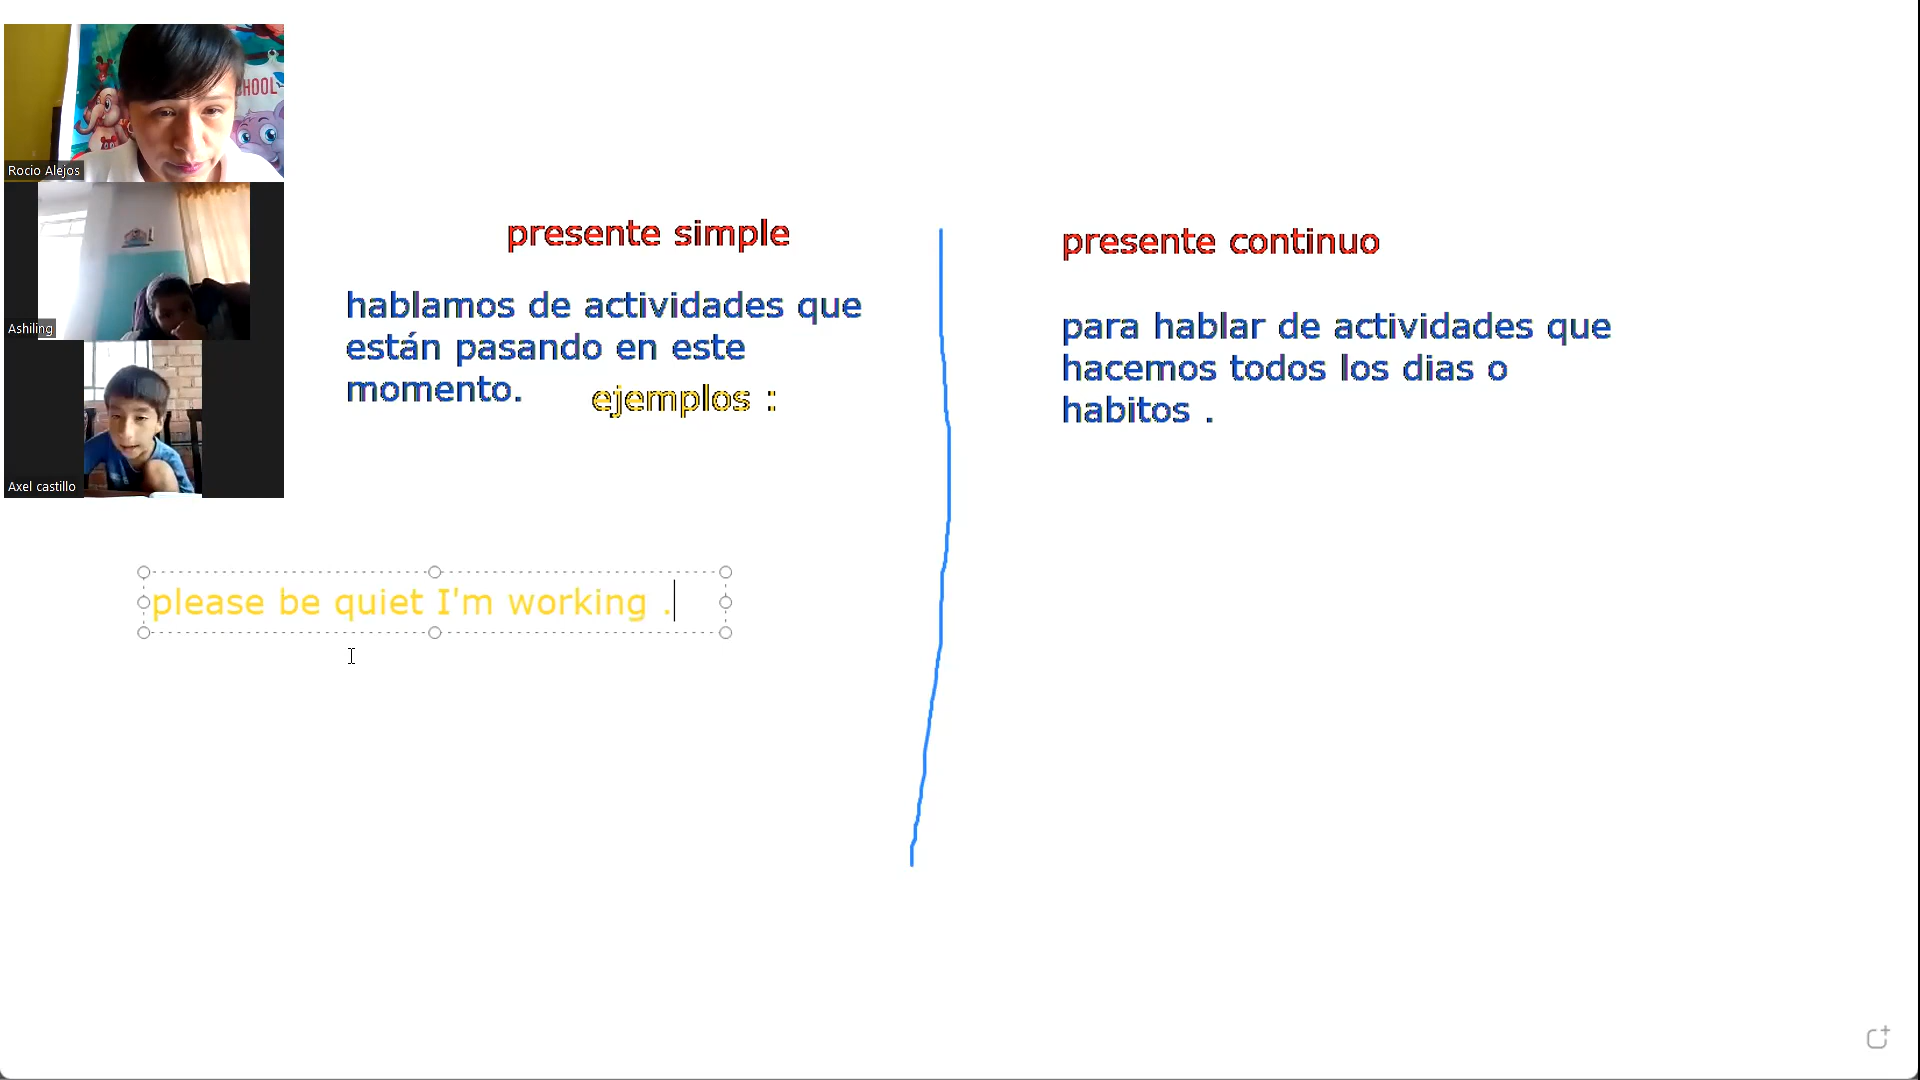 HOOL
Rocio Alejos
Ashiling
Axel castillo
presente simple
hablamos de actividades que
están pasando en este
momento.
ejemplos :
please be quiet I'm working .
presente continuo
para hablar de actividades que
hacemos todos los dias o
habitos .